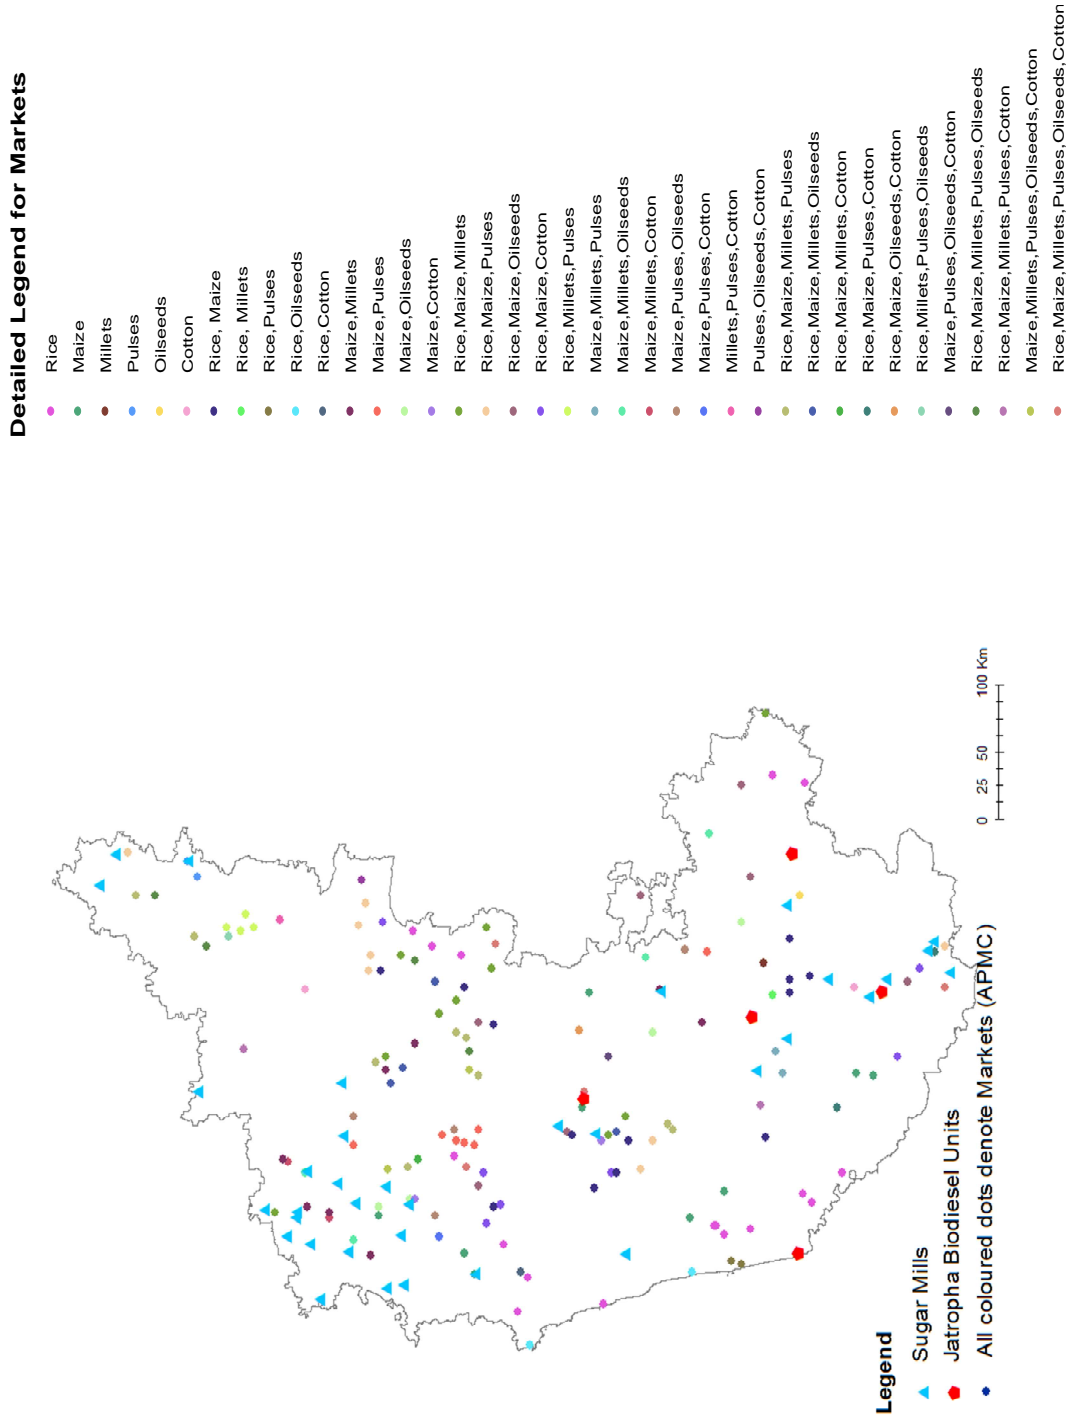 Detailed Legend for Markets
Rice
Maize
Millets
Pulses
Oilseeds
Cotton
Rice, Maize
Rice, Millets
Rice,Pulses
Rice,Oilseeds
Rice,Cotton
Maize,Millets
Maize,Pulses
Maize,Oilseeds
Maize,Cotton
Rice,Maize,Millets
Rice,Maize,Pulses
Rice,Maize,Oilseeds
Rice,Maize,Cotton
Rice,Millets,Pulses
Maize,Millets,Pulses
Maize,Millets,Oilseeds
Maize,Millets,Cotton
Maize,Pulses,Oilseeds
Maize,Pulses,Cotton
Millets,Pulses,Cotton
Pulses,Oilseeds,Cotton
Rice,Maize,Millets,Pulses
Rice,Maize,Millets,Oilseeds
Rice,Maize,Millets,Cotton
Rice,Maize,Pulses,Cotton
Rice,Maize,Oilseeds,Cotton
Rice,Millets,Pulses,Oilseeds
Maize,Pulses,Oilseeds,Cotton
Rice,Maize,Millets,Pulses,Oilseeds
Rice,Maize,Millets,Pulses,Cotton
Maize,Millets,Pulses,Oilseeds,Cotton
Rice,Maize,Millets,Pulses,Oilseeds,Cotton
0 25 50 100 Km
Legend
Sugar Mills
Jatropha Biodiesel Units
All coloured dots denote Markets (APMC)